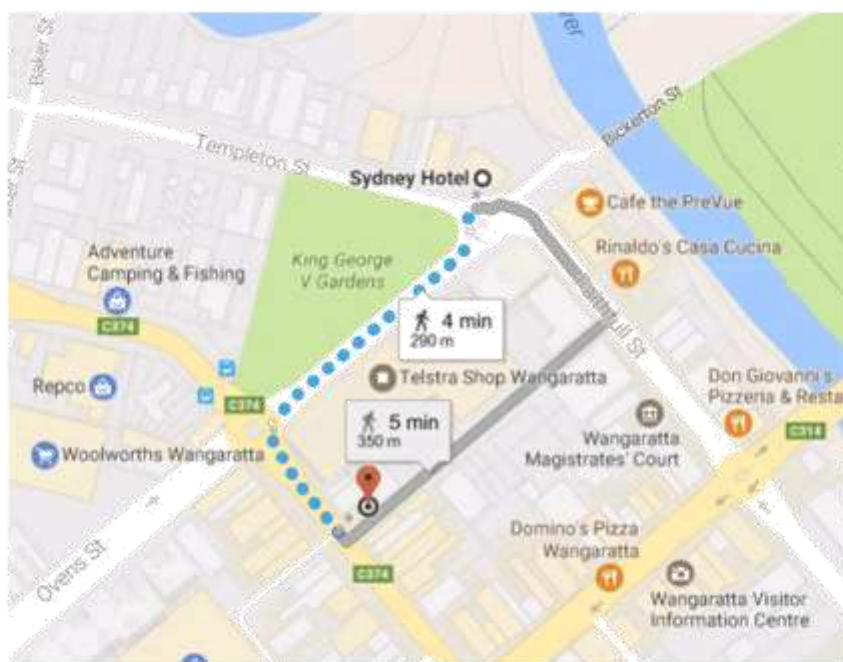 Baker St
Templeton St
Bickerton St
Sydney Hotel
Cafe the PreVue
Rinaldo's Casa Cucina
King George
V Gardens
Adventure
Camping & Fishing
C374
4 min
290 m
Telstra Shop Wangaratta
Don Giovanni's
Pizzeria & Resta
Repco
C374
5 min
350 m
Wangaratta
Magistrates' Court
C314
Woolworths Wangaratta
Domino's Pizza
Wangaratta
Ovens St
C374
Wangaratta Visitor
Information Centre